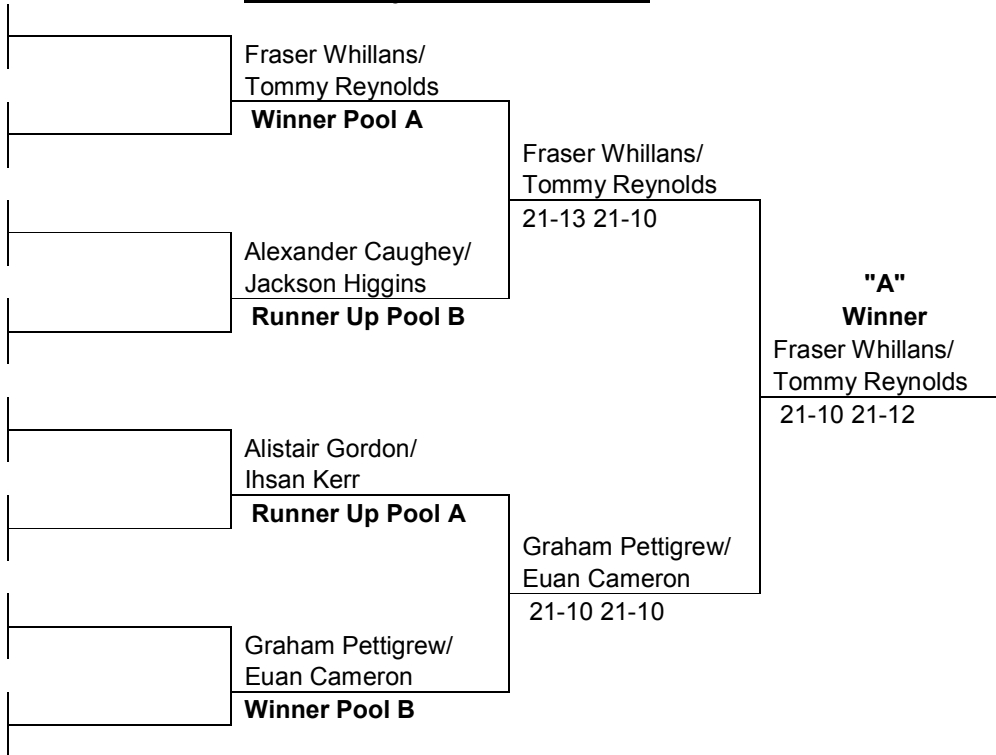 Fraser Whillans/
Tommy Reynolds
Winner Pool A
Fraser Whillans/
Tommy Reynolds
21-13 21-10
Alexander Caughey/
Jackson Higgins
Runner Up Pool B
"A"
Winner
Fraser Whillans/
Tommy Reynolds
21-10 21-12
Alistair Gordon/
Ihsan Kerr
Runner Up Pool A
Graham Pettigrew/
Euan Cameron
21-10 21-10
Graham Pettigrew/
Euan Cameron
Winner Pool B